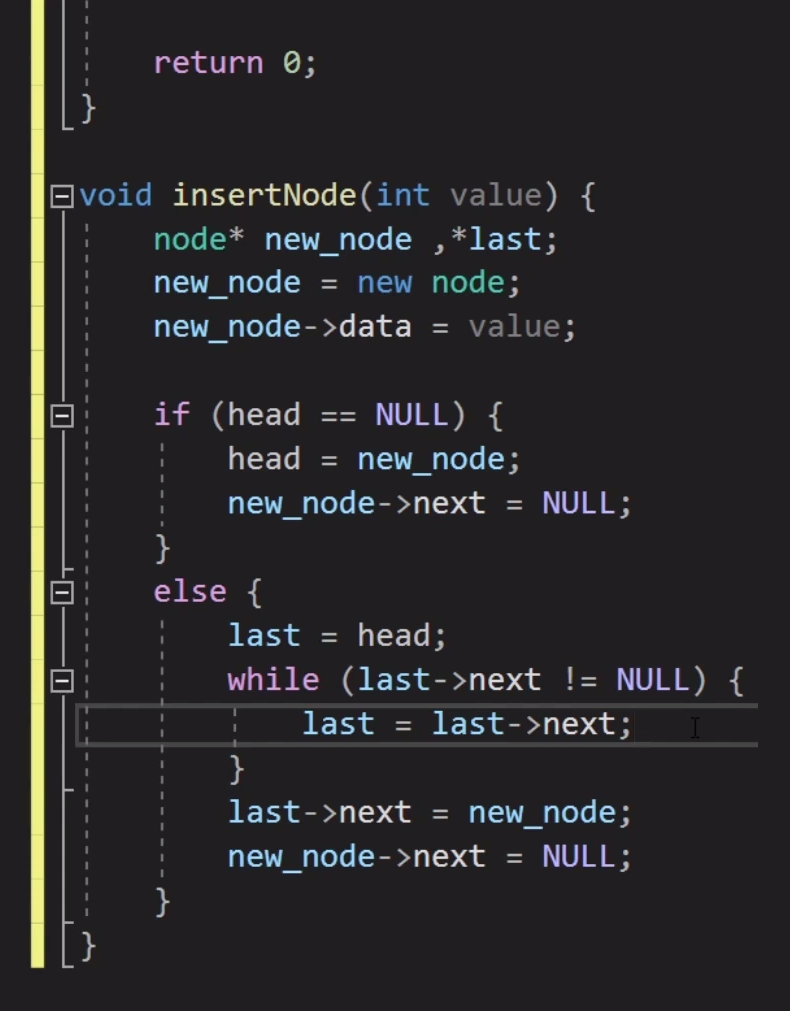 return 0;
}
void insertNode(int value) {
node* new_node ,*last;
new_node = new node;
new_node->data = value;
if (head == NULL) {
head = new_node;
new_node->next = NULL;
}
else {
last = head;
while (last->next != NULL) {
last = last->next;
}
last->next = new_node;
new_node->next = NULL;
}
}